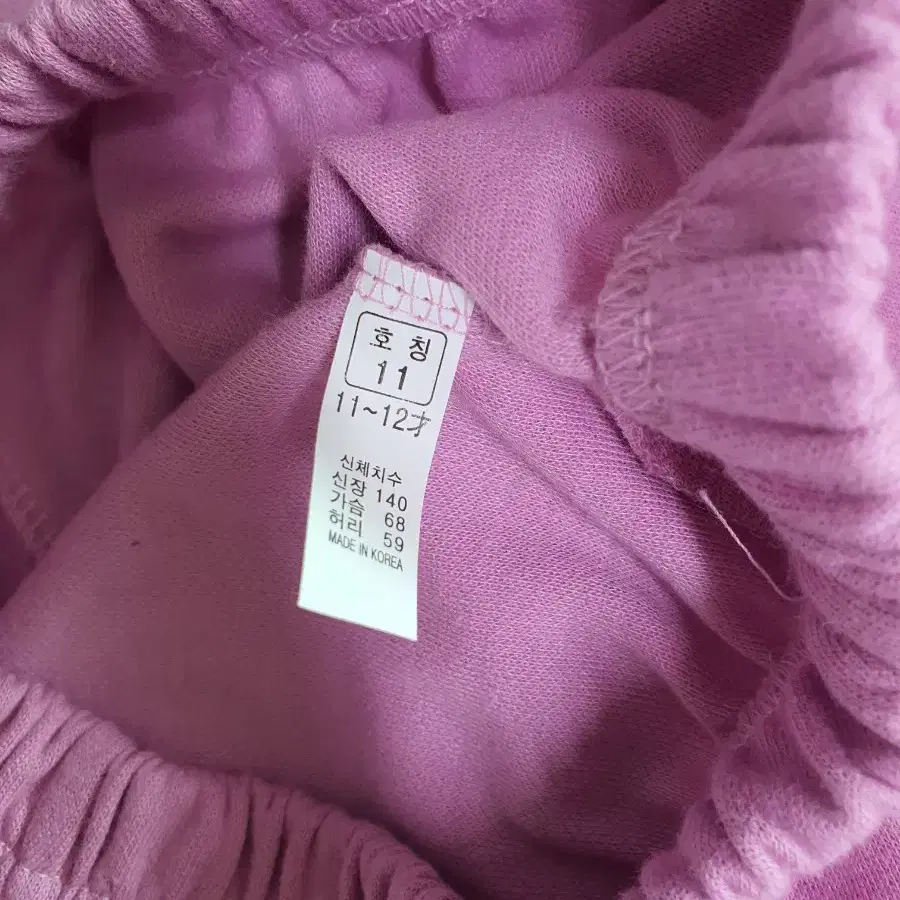 호칭
11
11~12才
신체치수
신장 140
가슴 68
허리 59
MADE IN KOREA